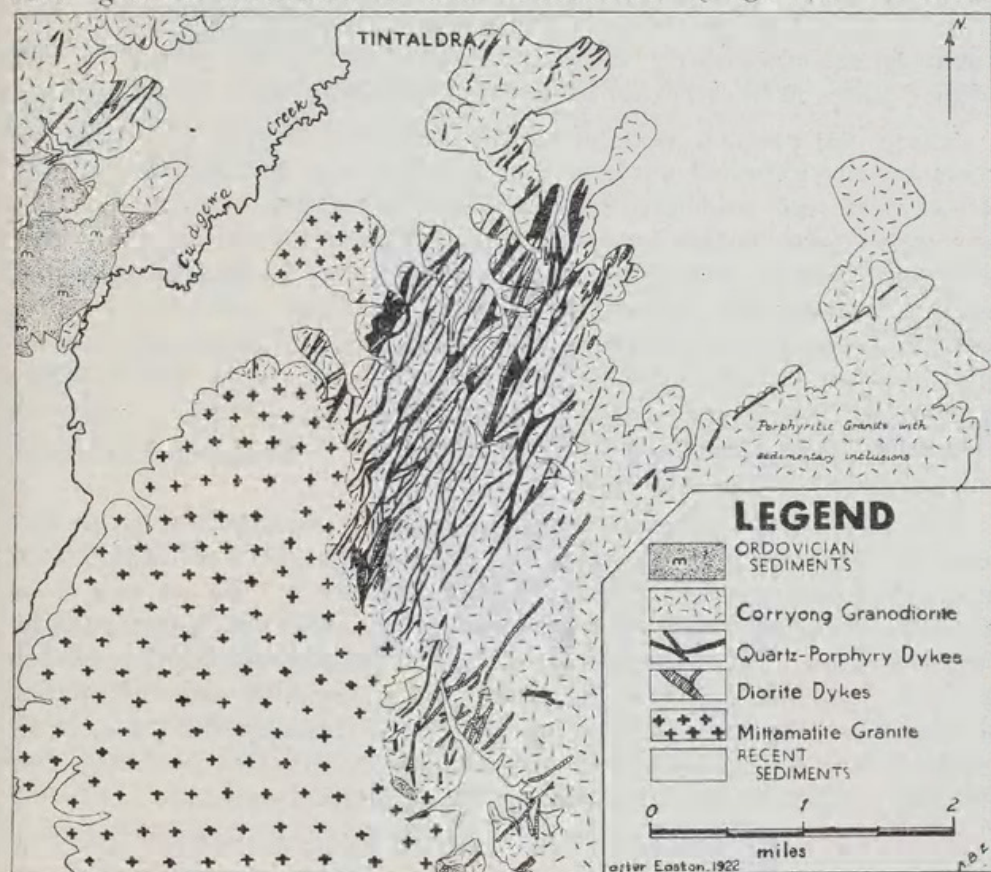 TINTALDRA
N
Cudgewa Creek
m
m
m
m
Porphyritic Granite with
sedimentary inclusions
LEGEND
m
ORDOVICIAN
SEDIMENTS
Corryong Granodiorite
Quartz-Porphyry Dykes
Diorite Dykes
Mittamatite Granite
RECENT
SEDIMENTS
0 1 2
miles
after Easton. 1922